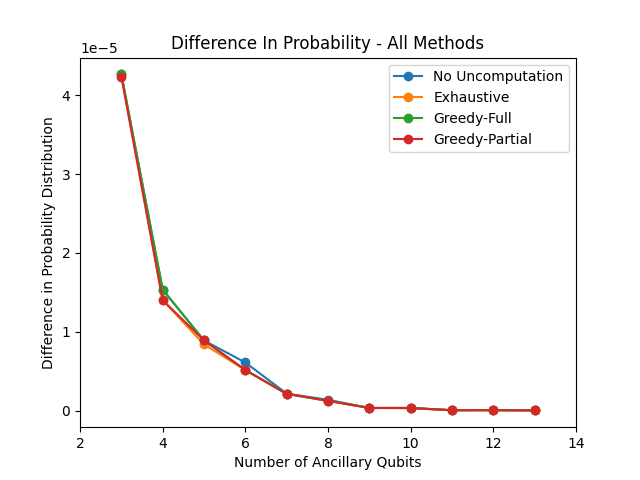 Difference In Probability - All Methods
1e−5
Difference in Probability Distribution
4
3
2
1
0
2 4 6 8 10 12 14
Number of Ancillary Qubits
No Uncomputation
Exhaustive
Greedy-Full
Greedy-Partial